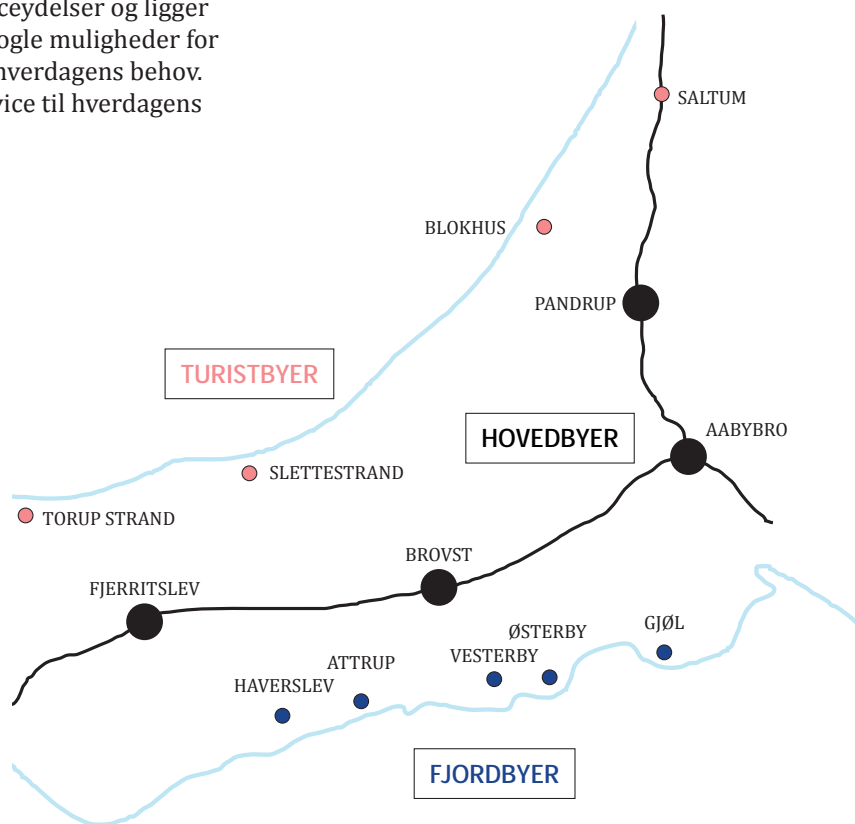 ceydelser og ligger
ogle muligheder for
hverdagens behov.
vice til hverdagens
SALTUM
BLOKHUS
PANDRUP
TURISTBYER
HOVEDBYER
AABYBRO
SLETTESTRAND
TORUP STRAND
BROVST
FJERRITSLEV
GJØL
ØSTERBY
VESTERBY
ATTRUP
HAVERSLEV
FJORDBYER